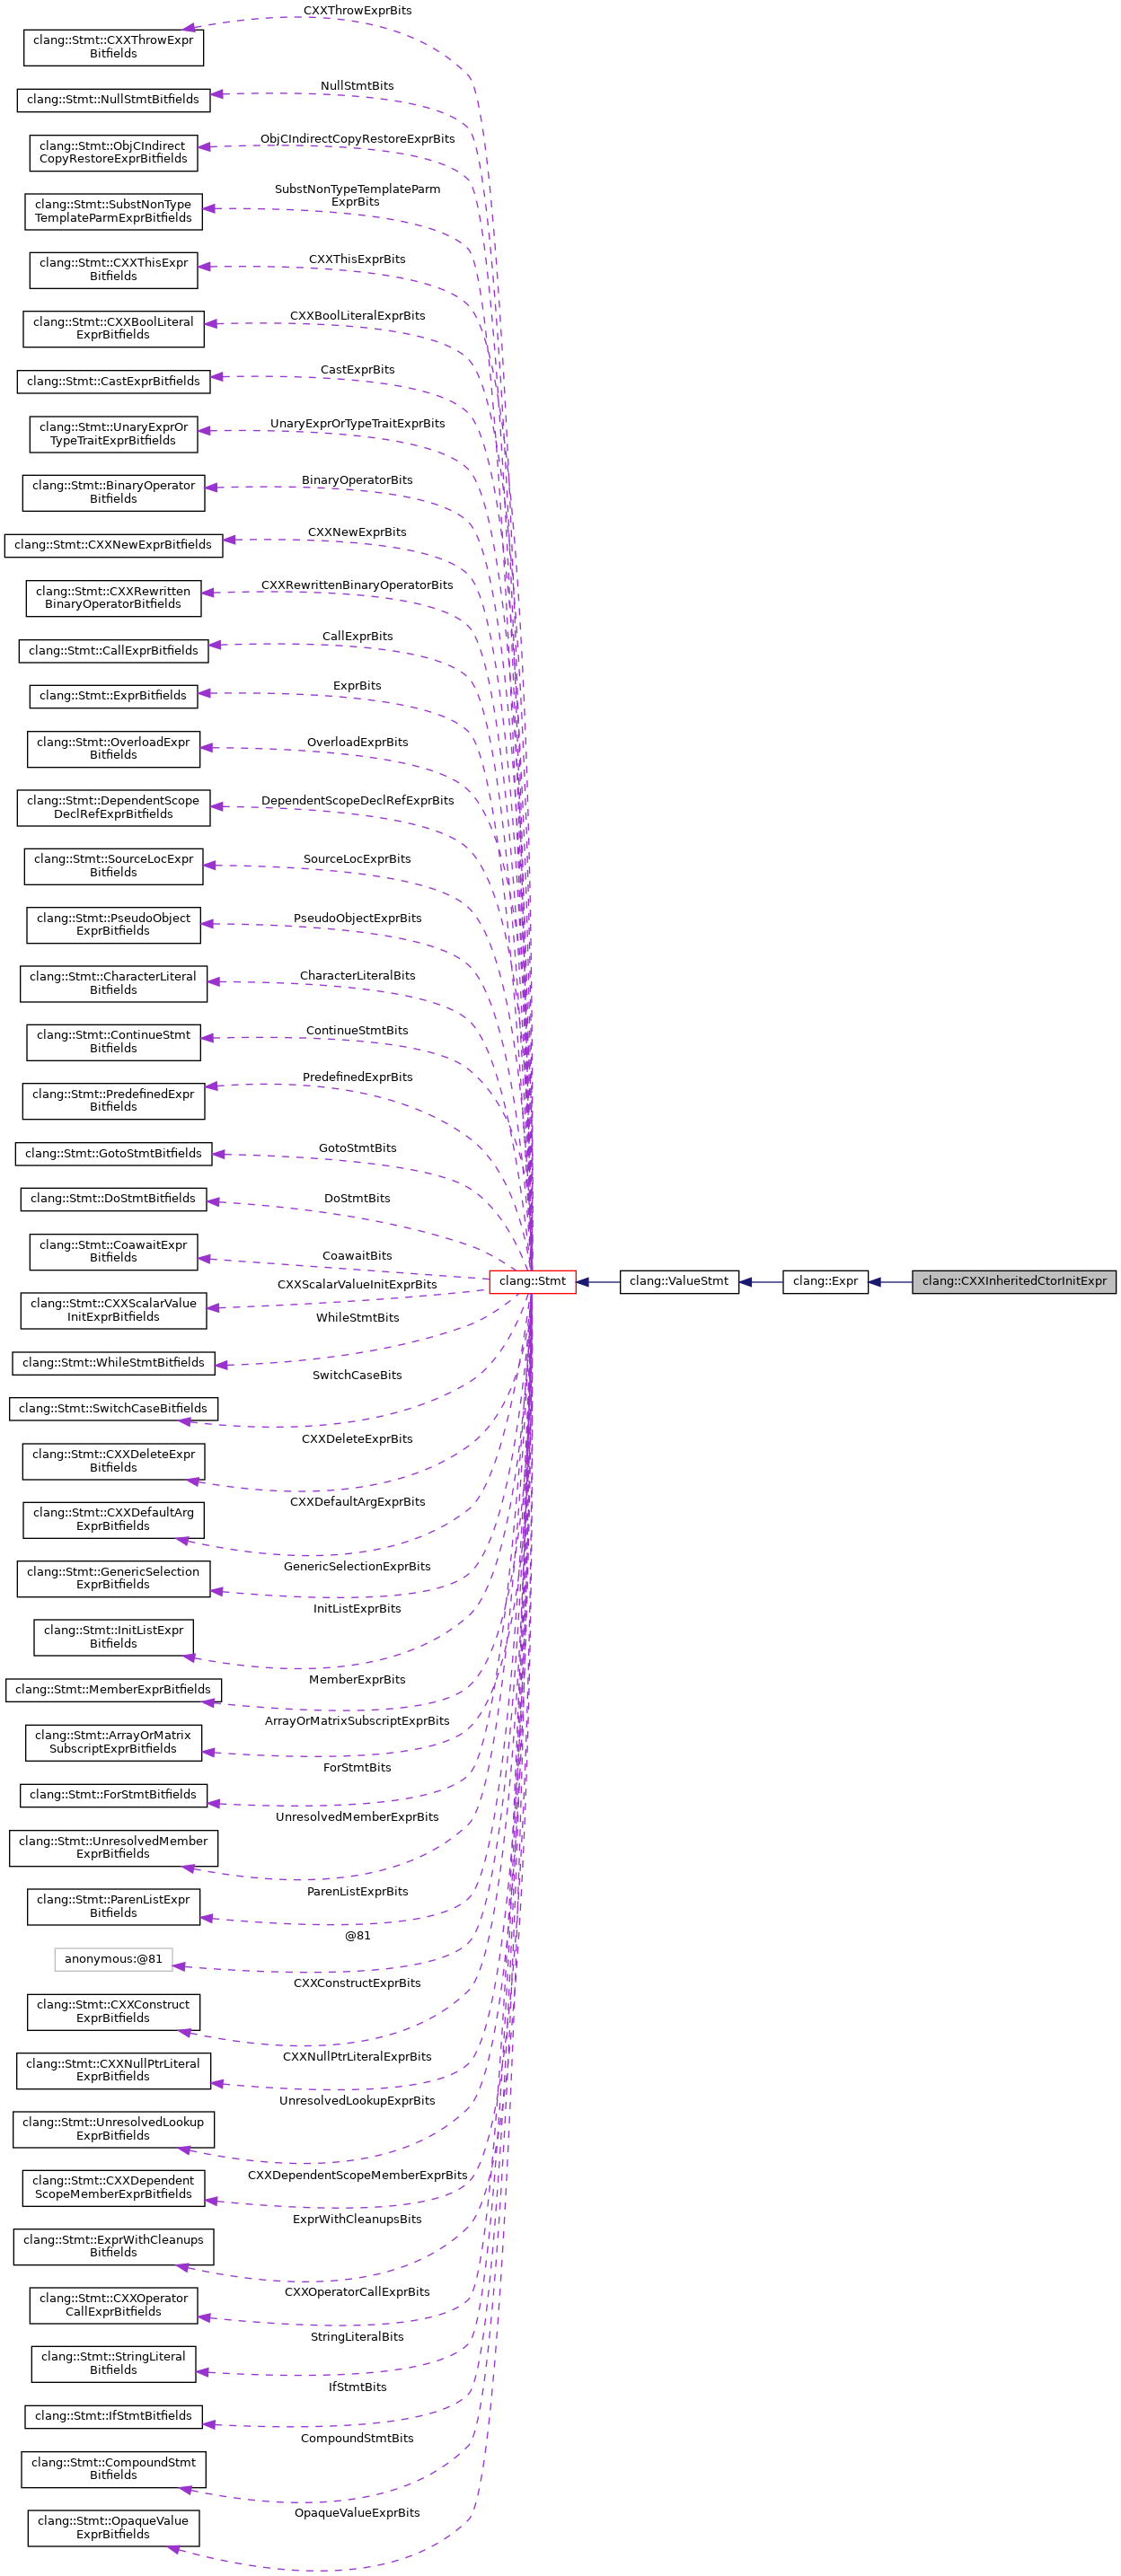 CXXThrowExprBits
clang::Stmt::CXXThrowExpr
Bitfields
NullStmtBits
clang::Stmt::NullStmtBitfields
ObjCIndirectCopyRestoreExprBits
clang::Stmt::ObjCIndirect
CopyRestoreExprBitfields
SubstNonTypeTemplateParm
ExprBits
clang::Stmt::SubstNonType
TemplateParmExprBitfields
CXXThisExprBits
clang::Stmt::CXXThisExpr
Bitfields
CXXBoolLiteralExprBits
clang::Stmt::CXXBoolLiteral
ExprBitfields
CastExprBits
clang::Stmt::CastExprBitfields
UnaryExprOrTypeTraitExprBits
clang::Stmt::UnaryExprOr
TypeTraitExprBitfields
BinaryOperatorBits
clang::Stmt::BinaryOperator
Bitfields
CXXNewExprBits
clang::Stmt::CXXNewExprBitfields
CXXRewrittenBinaryOperatorBits
clang::Stmt::CXXRewritten
BinaryOperatorBitfields
CallExprBits
clang::Stmt::CallExprBitfields
ExprBits
clang::Stmt::ExprBitfields
OverloadExprBits
clang::Stmt::OverloadExpr
Bitfields
DependentScopeDeclRefExprBits
clang::Stmt::DependentScope
DeclRefExprBitfields
SourceLocExprBits
clang::Stmt::SourceLocExpr
Bitfields
PseudoObjectExprBits
clang::Stmt::PseudoObject
ExprBitfields
CharacterLiteralBits
clang::Stmt::CharacterLiteral
Bitfields
ContinueStmtBits
clang::Stmt::ContinueStmt
Bitfields
PredefinedExprBits
clang::Stmt::PredefinedExpr
Bitfields
GotoStmtBits
clang::Stmt::GotoStmtBitfields
DoStmtBits
clang::Stmt::DoStmtBitfields
CoawaitBits
clang::Stmt::CoawaitExpr
Bitfields
clang::Stmt
clang::ValueStmt
clang::Expr
clang::CXXInheritedCtorInitExpr
CXXScalarValueInitExprBits
clang::Stmt::CXXScalarValue
InitExprBitfields
WhileStmtBits
clang::Stmt::WhileStmtBitfields
SwitchCaseBits
clang::Stmt::SwitchCaseBitfields
CXXDeleteExprBits
clang::Stmt::CXXDeleteExpr
Bitfields
CXXDefaultArgExprBits
clang::Stmt::CXXDefaultArg
ExprBitfields
GenericSelectionExprBits
clang::Stmt::GenericSelection
ExprBitfields
InitListExprBits
clang::Stmt::InitListExpr
Bitfields
MemberExprBits
clang::Stmt::MemberExprBitfields
ArrayOrMatrixSubscriptExprBits
clang::Stmt::ArrayOrMatrix
SubscriptExprBitfields
ForStmtBits
clang::Stmt::ForStmtBitfields
UnresolvedMemberExprBits
clang::Stmt::UnresolvedMember
ExprBitfields
ParenListExprBits
clang::Stmt::ParenListExpr
Bitfields
@81
anonymous:@81
CXXConstructExprBits
clang::Stmt::CXXConstruct
ExprBitfields
CXXNullPtrLiteralExprBits
clang::Stmt::CXXNullPtrLiteral
ExprBitfields
UnresolvedLookupExprBits
clang::Stmt::UnresolvedLookup
ExprBitfields
CXXDependentScopeMemberExprBits
clang::Stmt::CXXDependent
ScopeMemberExprBitfields
ExprWithCleanupsBits
clang::Stmt::ExprWithCleanups
Bitfields
CXXOperatorCallExprBits
clang::Stmt::CXXOperator
CallExprBitfields
StringLiteralBits
clang::Stmt::StringLiteral
Bitfields
IfStmtBits
clang::Stmt::IfStmtBitfields
CompoundStmtBits
clang::Stmt::CompoundStmt
Bitfields
OpaqueValueExprBits
clang::Stmt::OpaqueValue
ExprBitfields